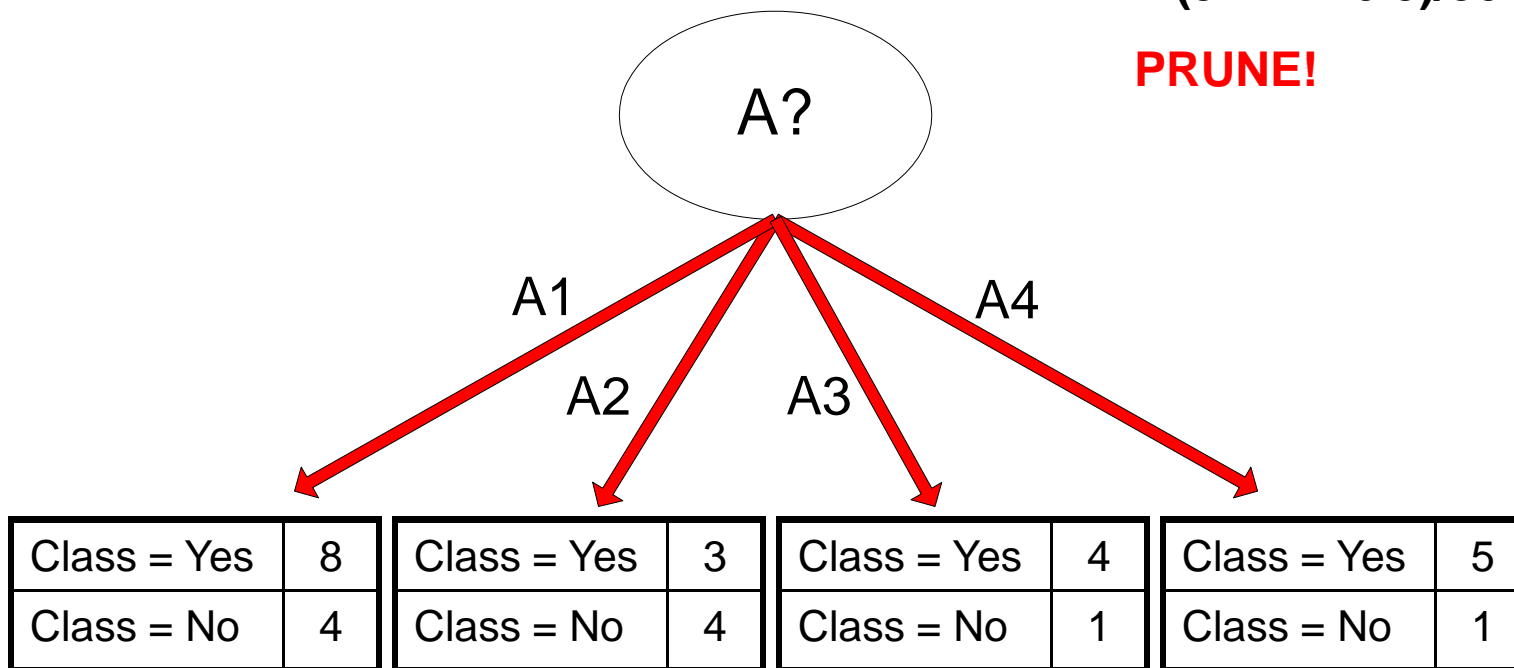 PRUNE!
A?
A1
A4
A2
A3
Class = Yes 8
Class = No 4
Class = Yes 3
Class = No 4
Class = Yes 4
Class = No 1
Class = Yes 5
Class = No 1